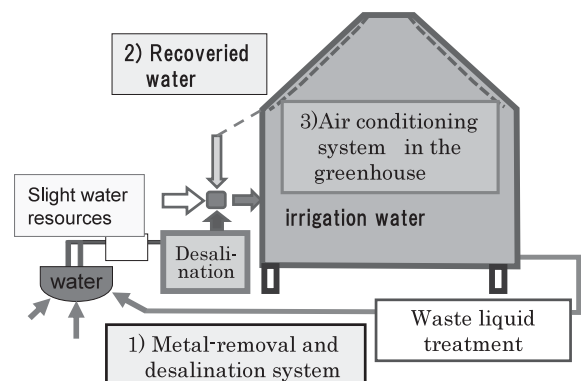 2) Recoveried
water
3)Air conditioning
system in the
greenhouse
Slight water
resources
irrigation water
Desali-
nation
water
Waste liquid
treatment
1) Metal-removal and
desalination system